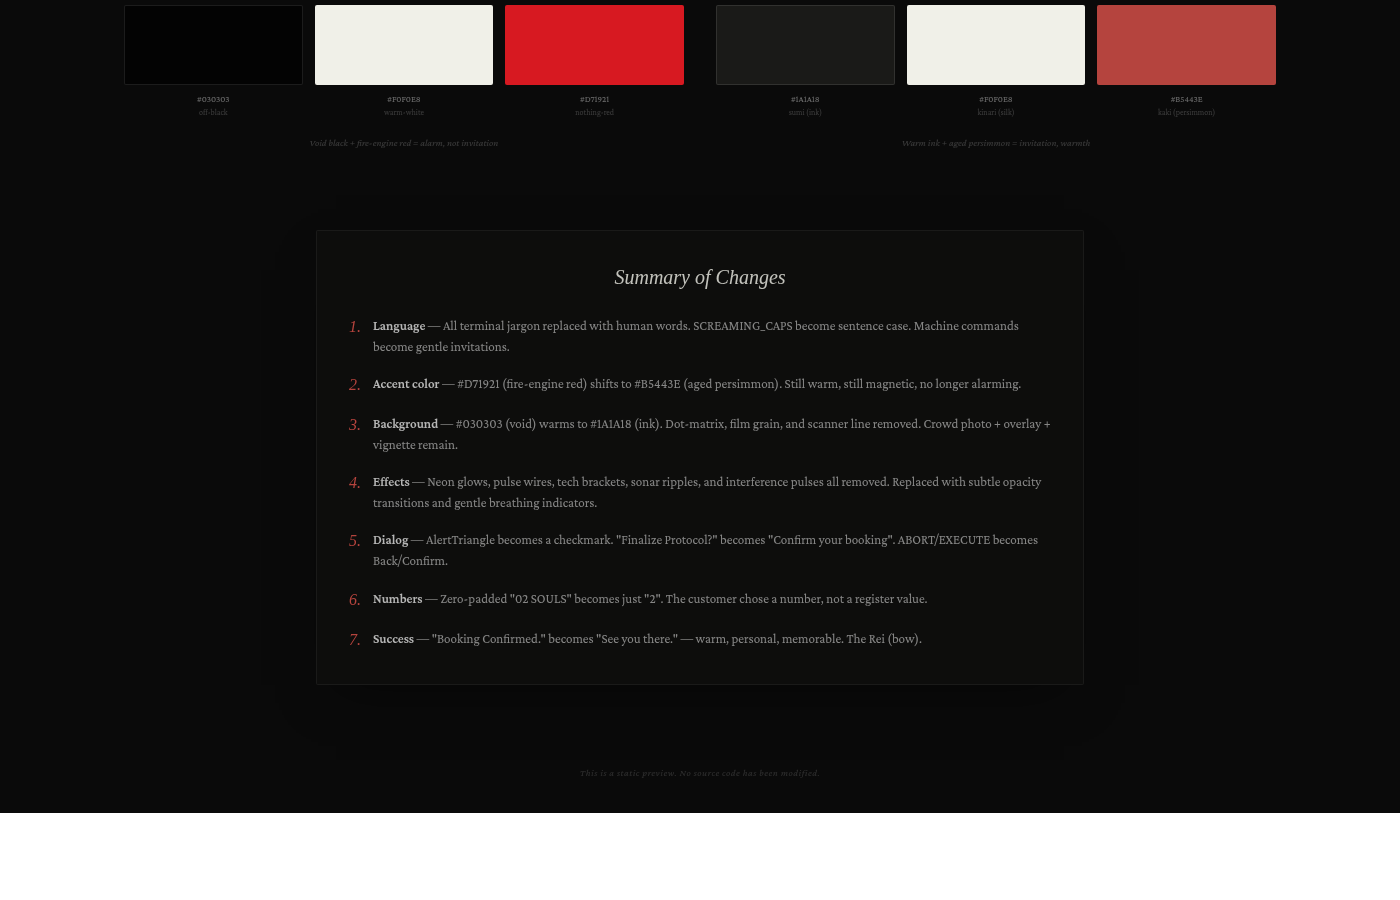 #030303
#F0F0E8
#D71921
#1A1A18
#F0F0E8
#B5443E
off-black
warm-white
nothing-red
sumi (ink)
kinari (silk)
kaki (persimmon)
Void black + fire-engine red = alarm, not invitation
Warm ink + aged persimmon = invitation, warmth
Summary of Changes
1. Language — All terminal jargon replaced with human words. SCREAMING_CAPS become sentence case. Machine commands
become gentle invitations.
2. Accent color — #D71921 (fire-engine red) shifts to #B5443E (aged persimmon). Still warm, still magnetic, no longer alarming.
3. Background — #030303 (void) warms to #1A1A18 (ink). Dot-matrix, film grain, and scanner line removed. Crowd photo + overlay +
vignette remain.
4. Effects — Neon glows, pulse wires, tech brackets, sonar ripples, and interference pulses all removed. Replaced with subtle opacity
transitions and gentle breathing indicators.
5. Dialog — AlertTriangle becomes a checkmark. "Finalize Protocol?" becomes "Confirm your booking". ABORT/EXECUTE becomes
Back/Confirm.
6. Numbers — Zero-padded "02 SOULS" becomes just "2". The customer chose a number, not a register value.
7. Success — "Booking Confirmed." becomes "See you there." — warm, personal, memorable. The Rei (bow).
This is a static preview. No source code has been modified.